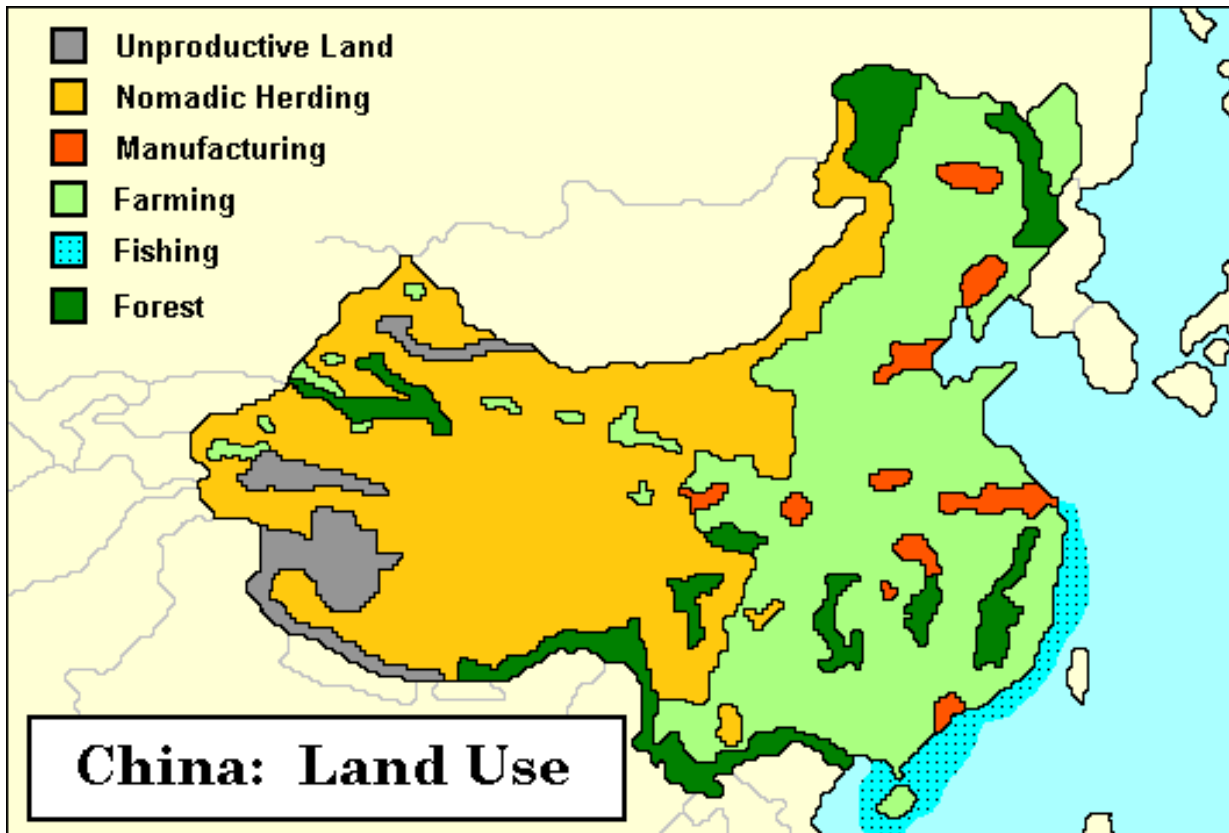 Unproductive Land
Nomadic Herding
Manufacturing
Farming
Fishing
Forest
China: Land Use